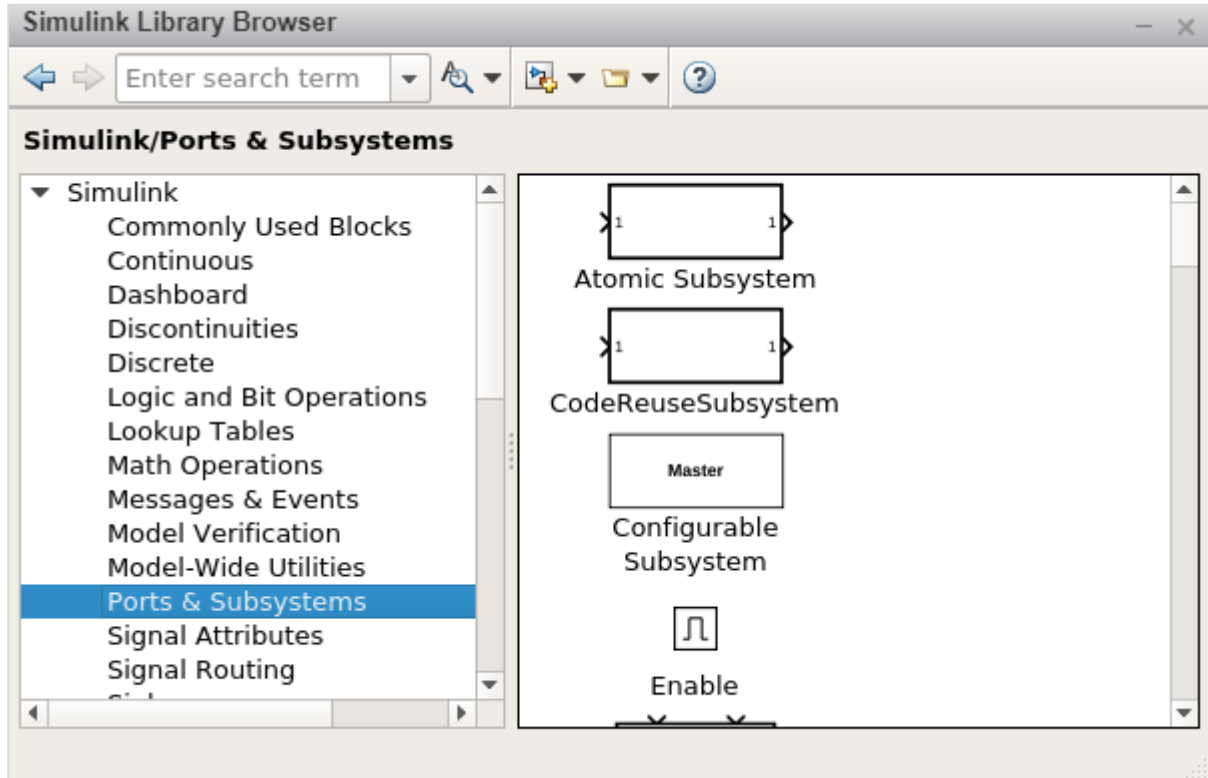 Simulink Library Browser
Enter search term
Simulink/Ports & Subsystems
Simulink
Commonly Used Blocks
Continuous
Dashboard
Discontinuities
Discrete
Logic and Bit Operations
Lookup Tables
Math Operations
Messages & Events
Model Verification
Model-Wide Utilities
Ports & Subsystems
Signal Attributes
Signal Routing
1 1
Atomic Subsystem
1 1
CodeReuseSubsystem
Master
Configurable
Subsystem
Enable